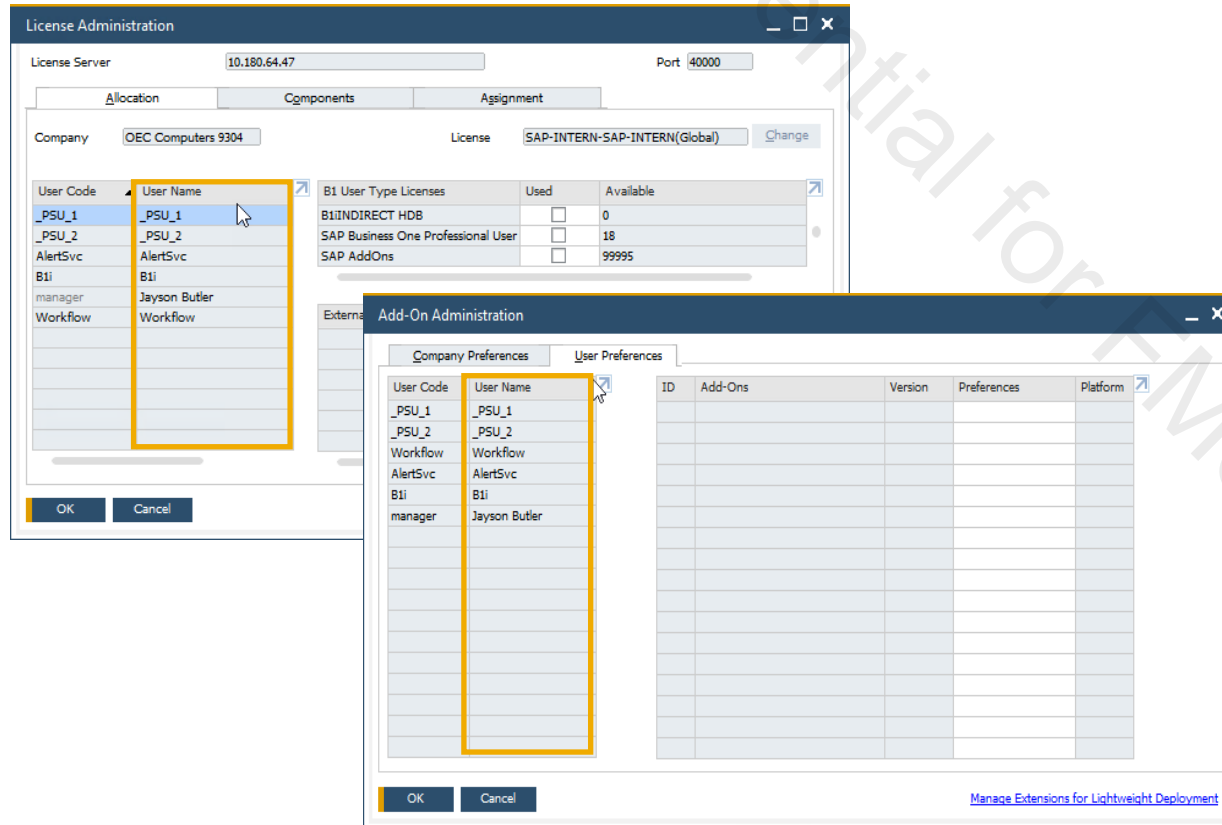 License Administration
License Server 10.180.64.47 Port 40000
Allocation Components Assignment
Company OEC Computers 9304 License SAP-INTERN-SAP-INTERN(Global) Change
User Code User Name B1 User Type Licenses Used Available
_PSU_1 _PSU_1 B1iINDIRECT HDB 0
_PSU_2 _PSU_2 SAP Business One Professional User 18
AlertSvc AlertSvc SAP AddOns 99995
B1i B1i
manager Jayson Butler
Workflow Workflow Externa
OK Cancel
Add-On Administration
Company Preferences User Preferences
User Code User Name ID Add-Ons Version Preferences Platform
_PSU_1 _PSU_1
_PSU_2 _PSU_2
Workflow Workflow
AlertSvc AlertSvc
B1i B1i
manager Jayson Butler
OK Cancel Manage Extensions for Lightweight Deployment
ential for